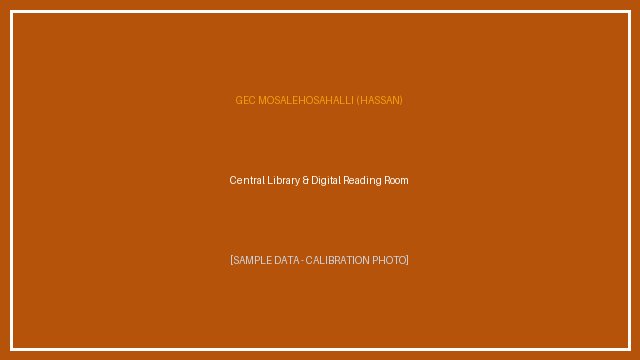 GEC MOSALEHOSAHALLI (HASSAN)
Central Library & Digital Reading Room
[SAMPLE DATA - CALIBRATION PHOTO]